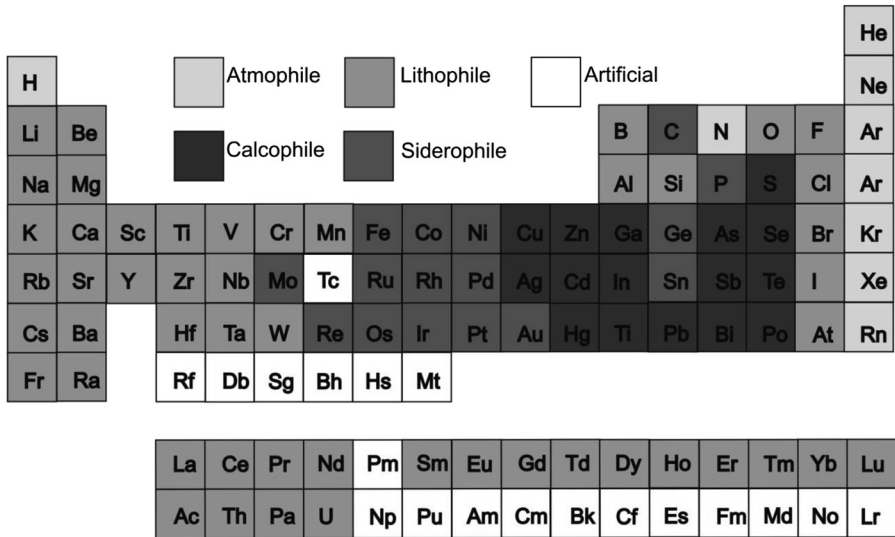 He
H Atmophile Lithophile Artificial Ne
Li Be B C N O F Ar
Calcophile Siderophile
Na Mg Al Si P S Cl Ar
K Ca Sc Ti V Cr Mn Fe Co Ni Cu Zn Ga Ge As Se Br Kr
Rb Sr Y Zr Nb Mo Tc Ru Rh Pd Ag Cd In Sn Sb Te I Xe
Cs Ba Hf Ta W Re Os Ir Pt Au Hg Ti Pb Bi Po At Rn
Fr Ra Rf Db Sg Bh Hs Mt
La Ce Pr Nd Pm Sm Eu Gd Td Dy Ho Er Tm Yb Lu
Ac Th Pa U Np Pu Am Cm Bk Cf Es Fm Md No Lr